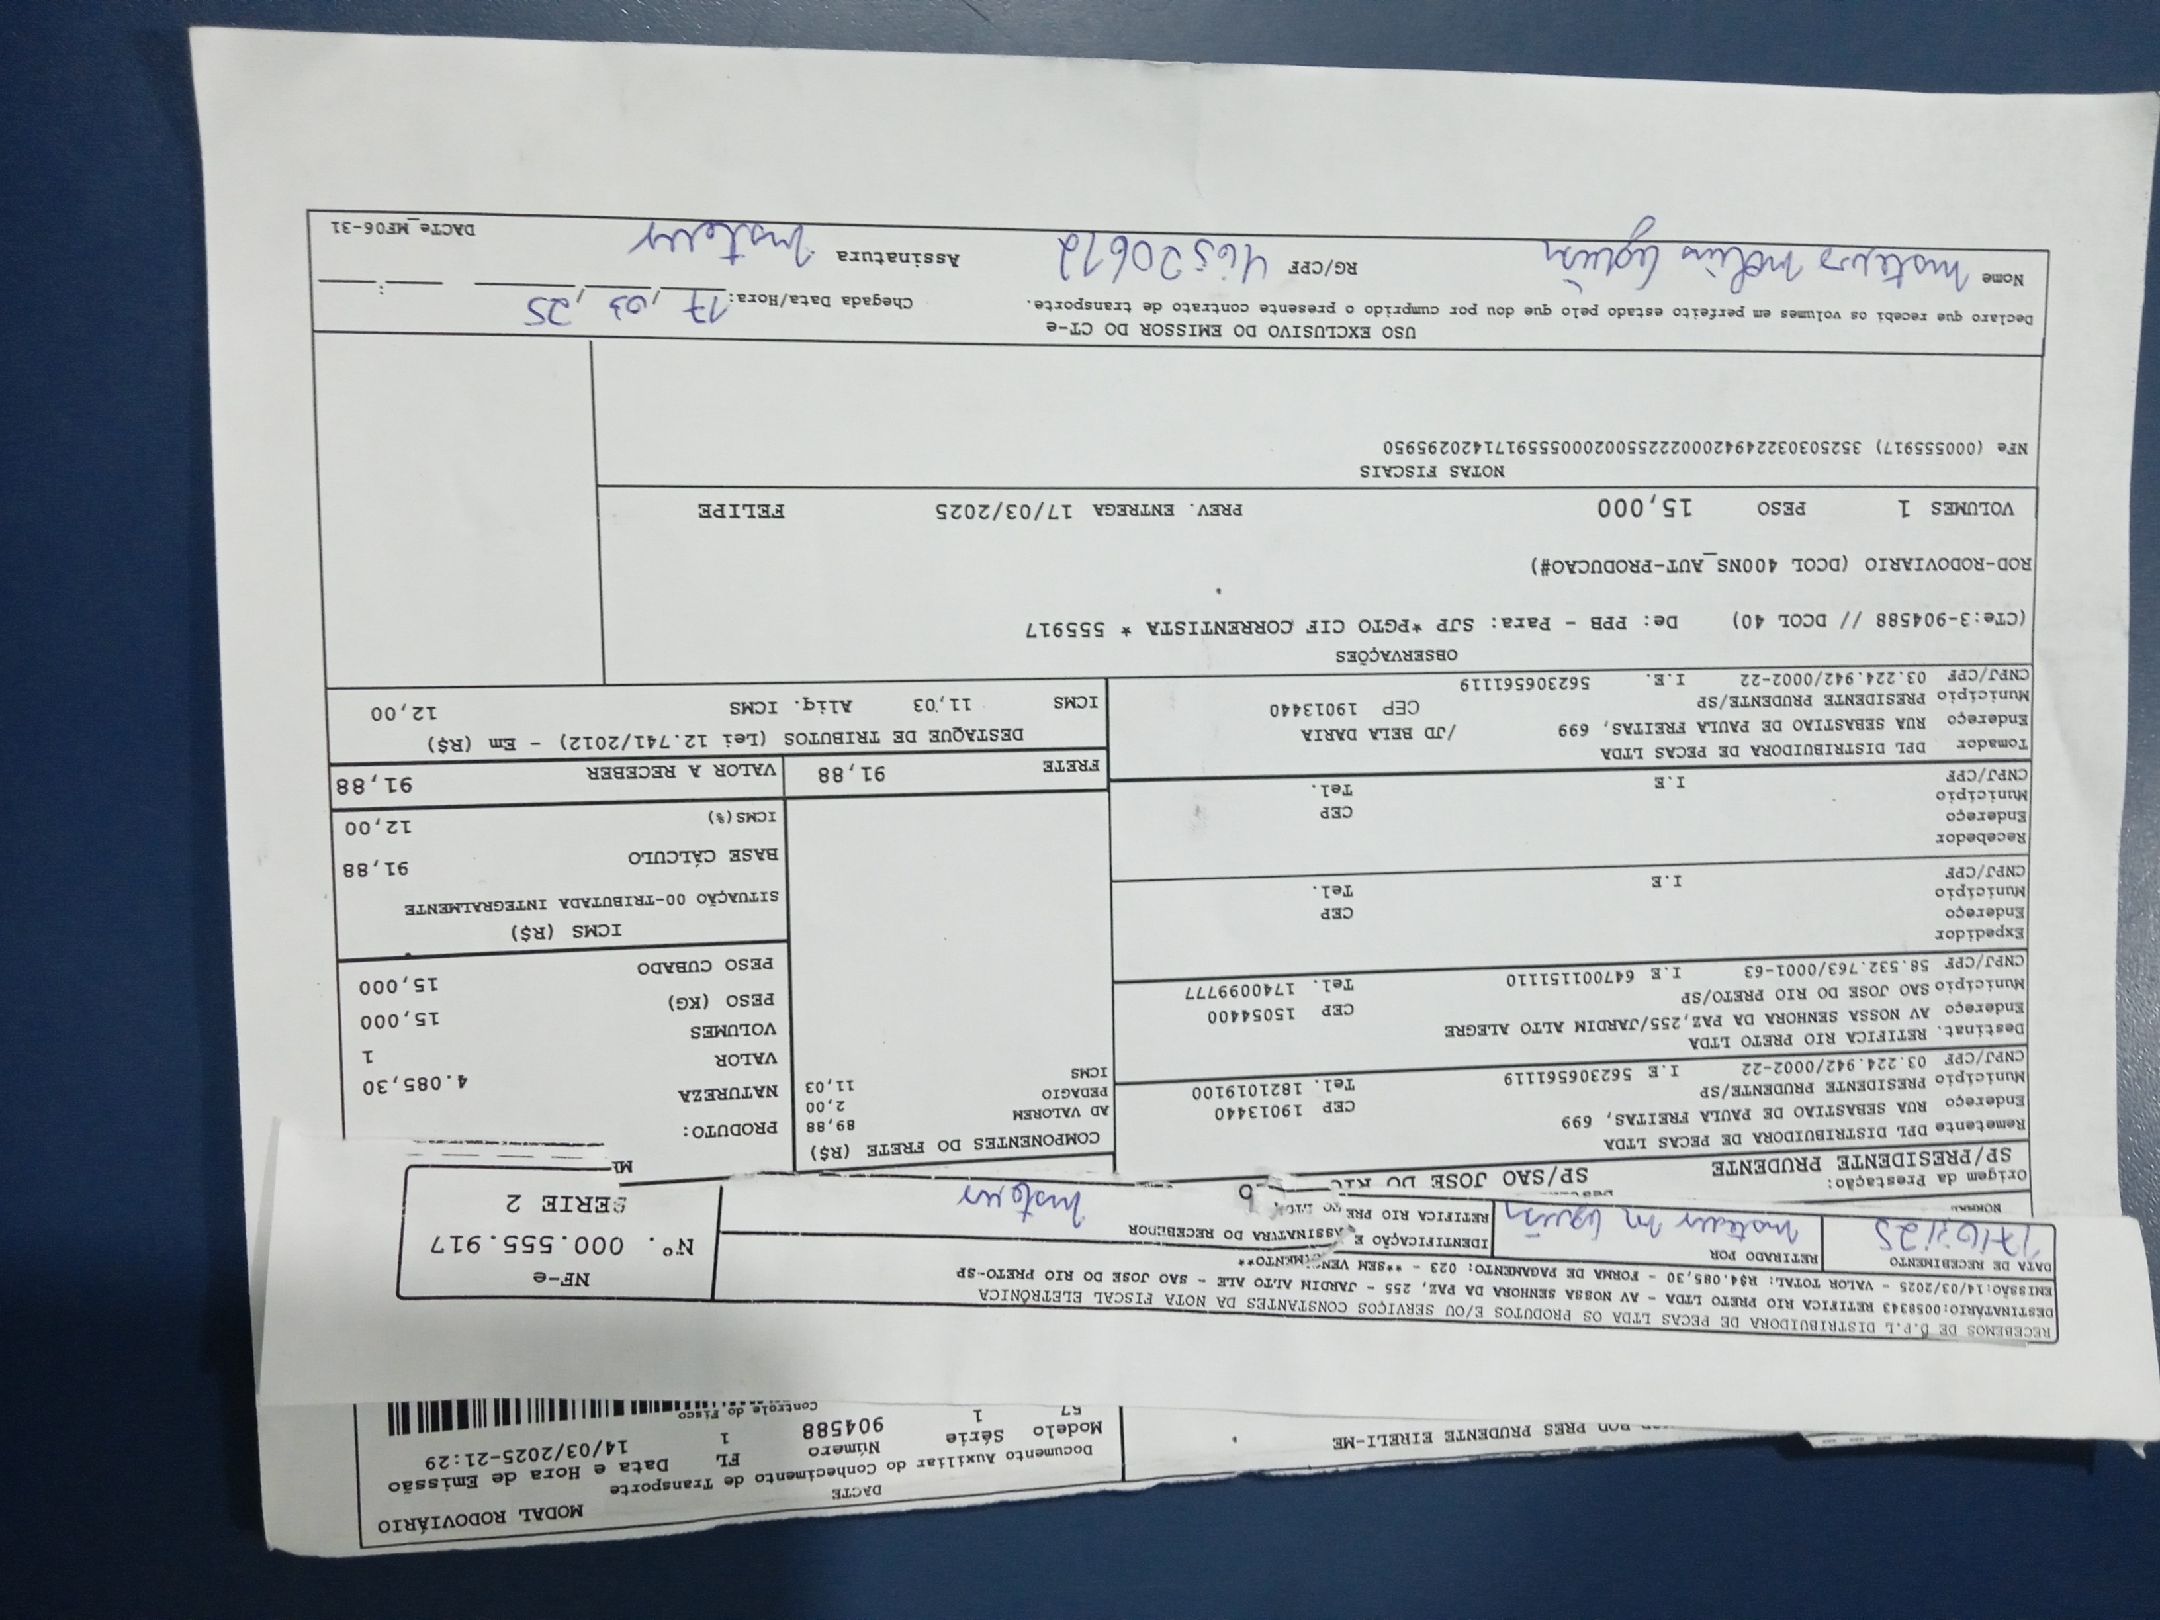 DACTE
MODAL RODOVIÁRIO
Documento Auxiliar do Conhecimento de Transporte
PRES PRUDENTE EIRELI-ME
Modelo Série Número FL Data e Hora de Emissão
57 1 904588 1 14/03/2025-21:29
Controle do Fisco
RECEBEMOS DE D.P.L DISTRIBUIDORA DE PECAS LTDA OS PRODUTOS E/OU SERVIÇOS CONSTANTES DA NOTA FISCAL ELETRÔNICA
DESTINATÁRIO:0058343 RETIFICA RIO PRETO LTDA - AV NOSSA SENHORA DA PAZ, 255 - JARDIM ALTO ALE - SAO JOSE DO RIO PRETO-SP
EMISSÃO:14/03/2025 - VALOR TOTAL: R$4.085,30 - FORMA DE PAGAMENTO: 023 - **SEM VENCIMENTO**
DATA DE RECEBIMENTO RETIRADO POR IDENTIFICAÇÃO E ASSINATURA DO RECEBEDOR
RETIFICA RIO PRE
NF-e
Nº. 000.555.917
SERIE 2
Origem da Prestação:
SP/PRESIDENTE PRUDENTE SP/SAO JOSE DO RIO
Remetente DPL DISTRIBUIDORA DE PECAS LTDA
Endereço RUA SEBASTIAO DE PAULA FREITAS, 699 CEP 19013440
Município PRESIDENTE PRUDENTE/SP Tel. 1821019100
CNPJ/CPF 03.224.942/0002-22 I.E 562306561119
Destinat. RETIFICA RIO PRETO LTDA
Endereço AV NOSSA SENHORA DA PAZ,255/JARDIM ALTO ALEGRE
Município SAO JOSE DO RIO PRETO/SP CEP 15054400
CNPJ/CPF 58.532.763/0001-63 I.E 647001151110 Tel. 1740099777
Expedidor
Endereço CEP
Município Tel.
CNPJ/CPF I.E
Recebedor
Endereço CEP
Município Tel.
CNPJ/CPF I.E
Tomador DPL DISTRIBUIDORA DE PECAS LTDA
Endereço RUA SEBASTIAO DE PAULA FREITAS, 699 /JD BELA DARIA
Município PRESIDENTE PRUDENTE/SP CEP 19013440
CNPJ/CPF 03.224.942/0002-22 I.E. 562306561119
COMPONENTES DO FRETE (R$)
89,88
AD VALOREM 2,00
PEDAGIO 11,03
ICMS
FRETE 91,88
PRODUTO:
NATUREZA
VALOR 4.085,30
VOLUMES 1
PESO (KG) 15,000
PESO CUBADO 15,000
ICMS (R$)
SITUAÇÃO 00-TRIBUTADA INTEGRALMENTE
BASE CÁLCULO 91,88
ICMS(%) 12,00
VALOR A RECEBER 91,88
DESTAQUE DE TRIBUTOS (Lei 12.741/2012) - Em (R$)
ICMS 11,03 Aliq. ICMS 12,00
OBSERVAÇÕES
(CTe:3-904588 // DCOL 40) De: PPB - Para: SJP *PGTO CIF CORRENTISTA * 555917
ROD-RODOVIARIO (DCOL 400NS_AUT-PRODUCAO#)
VOLUMES 1 PESO 15,000 PREV. ENTREGA 17/03/2025 FELIPE
NOTAS FISCAIS
NFe (000555917) 35250303224942000222550020005559171420295950
USO EXCLUSIVO DO EMISSOR DO CT-e
Declaro que recebi os volumes em perfeito estado pelo que dou por cumprido o presente contrato de transporte.
Chegada Data/Hora: 17/03/25
Nome RG/CPF 46520672 Assinatura
DACTe_MF06-31